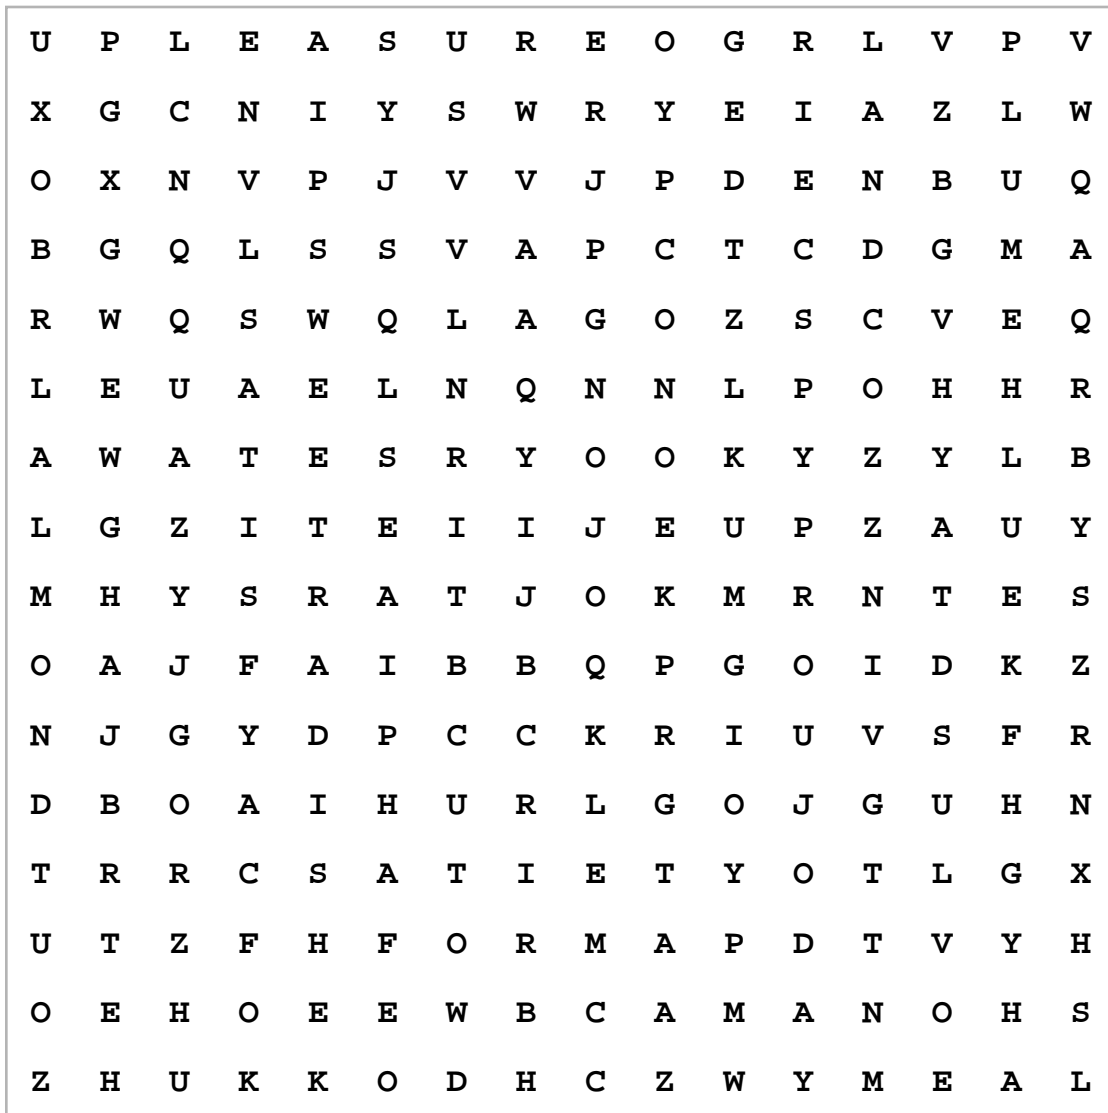 U P L E A S U R E O G R L V P V
X G C N I Y S W R Y E I A Z L W
O X N V P J V V J P D E N B U Q
B G Q L S S V A P C T C D G M A
R W Q S W Q L A G O Z S C V E Q
L E U A E L N Q N N L P O H H R
A W A T E S R Y O O K Y Z Y L B
L G Z I T E I I J E U P Z A U Y
M H Y S R A T J O K M R N T E S
O A J F A I B B Q P G O I D K Z
N J G Y D P C C K R I U V S F R
D B O A I H U R L G O J G U H N
T R R C S A T I E T Y O T L G X
U T Z F H F O R M A P D T V Y H
O E H O E E W B C A M A N O H S
Z H U K K O D H C Z W Y M E A L